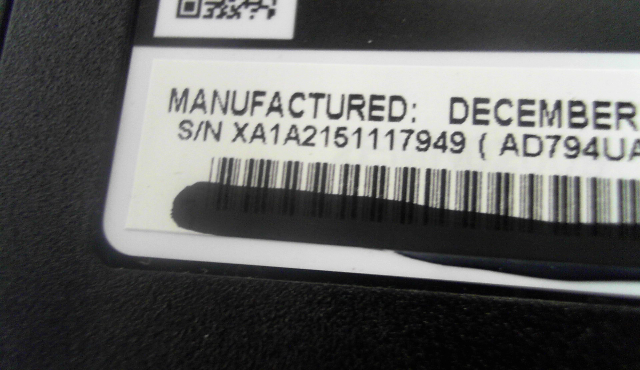 MANUFACTURED: DECEMBER
S/N XA1A2151117949 ( AD794UA